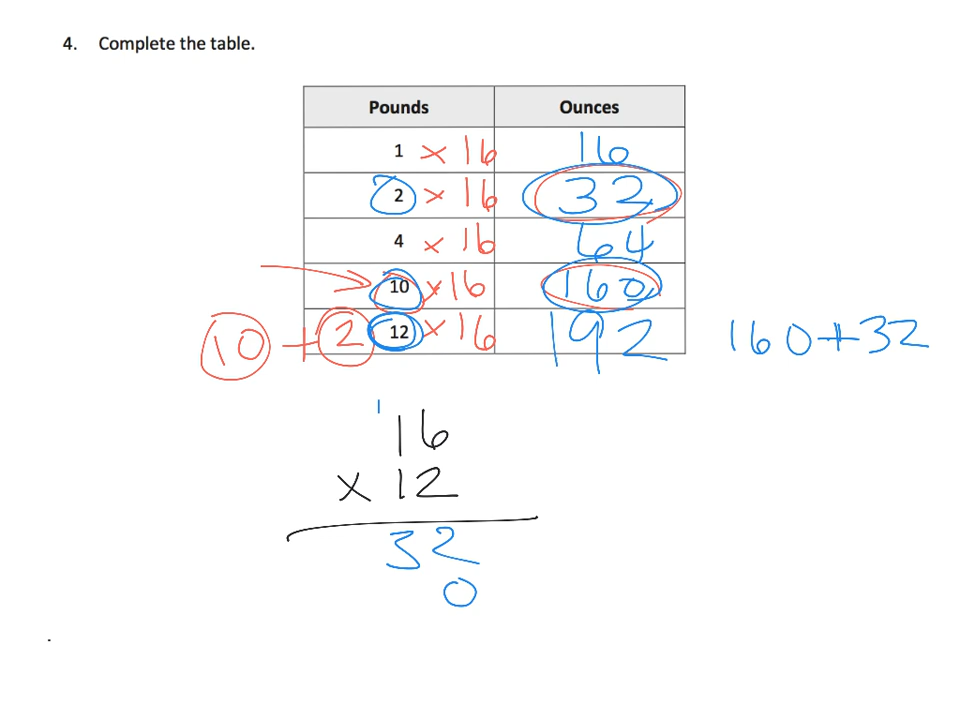 4. Complete the table.
Pounds Ounces
1 × 16 16
2 × 16 32
4 × 16 64
10 × 16 160
10 + 2 12 × 16 192 160+32
1
16
× 12
32
0